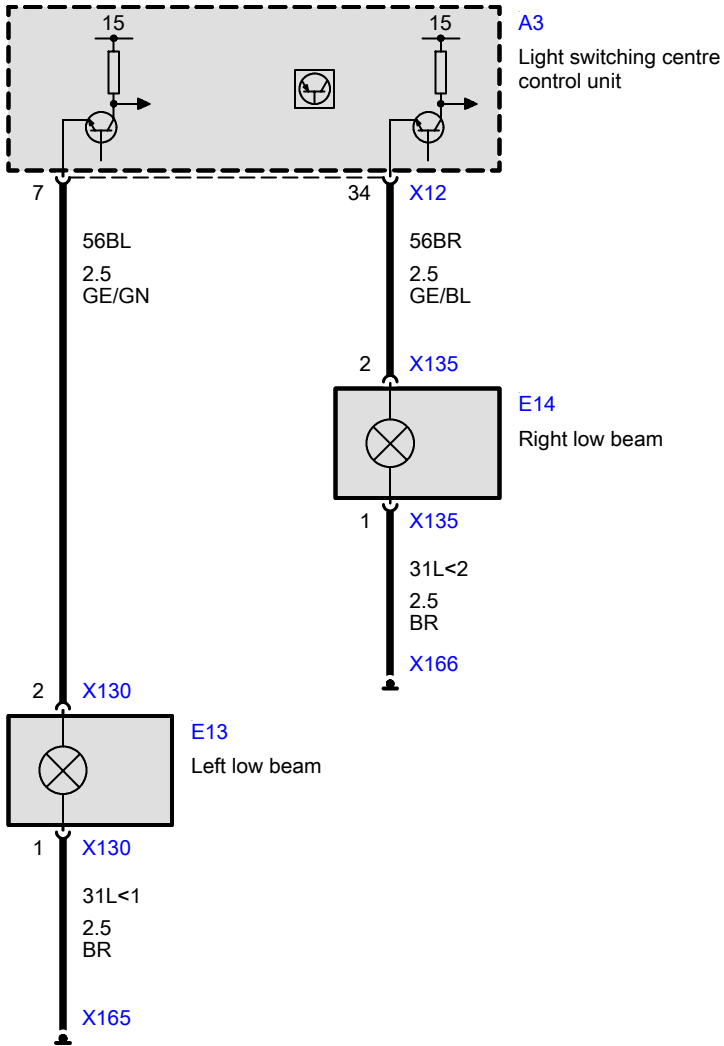 15
15
A3
Light switching centre
control unit
7
34
X12
56BL
2.5
GE/GN
56BR
2.5
GE/BL
2
X135
E14
Right low beam
1
X135
31L<2
2.5
BR
X166
2
X130
E13
Left low beam
1
X130
31L<1
2.5
BR
X165